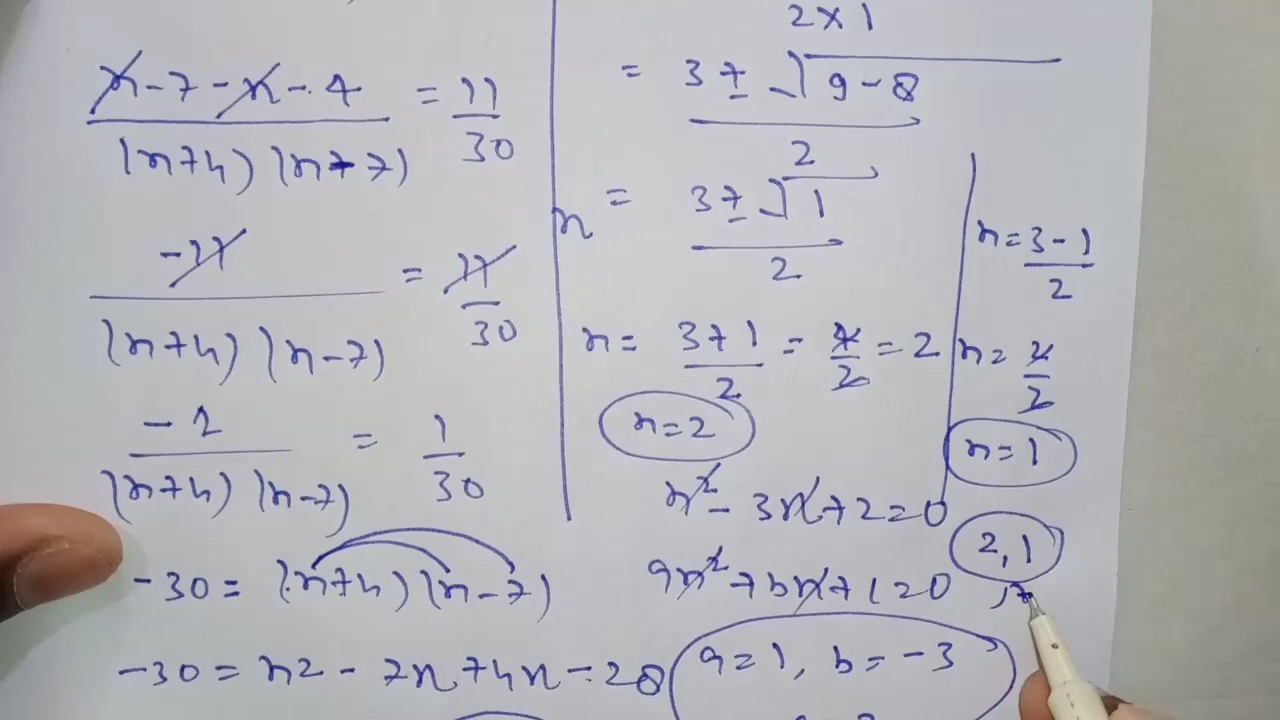 x - 7 - x - 4 / (x+4)(x-7) = 11/30
-11 / (x+4)(x-7) = 11/30
-1 / (x+4)(x-7) = 1/30
-30 = (x+4)(x-7)
-30 = x2 - 7x + 4x - 28
2×1
= 3 ± √9-8 / 2
x = 3 ± √1 / 2
x = 3+1 / 2 = 4/2 = 2
x = 2
x² - 3x + 2 = 0
ax² + bx + c = 0
a = 1, b = -3
x = 3-1 / 2
x = 2/2
x = 1
2, 1